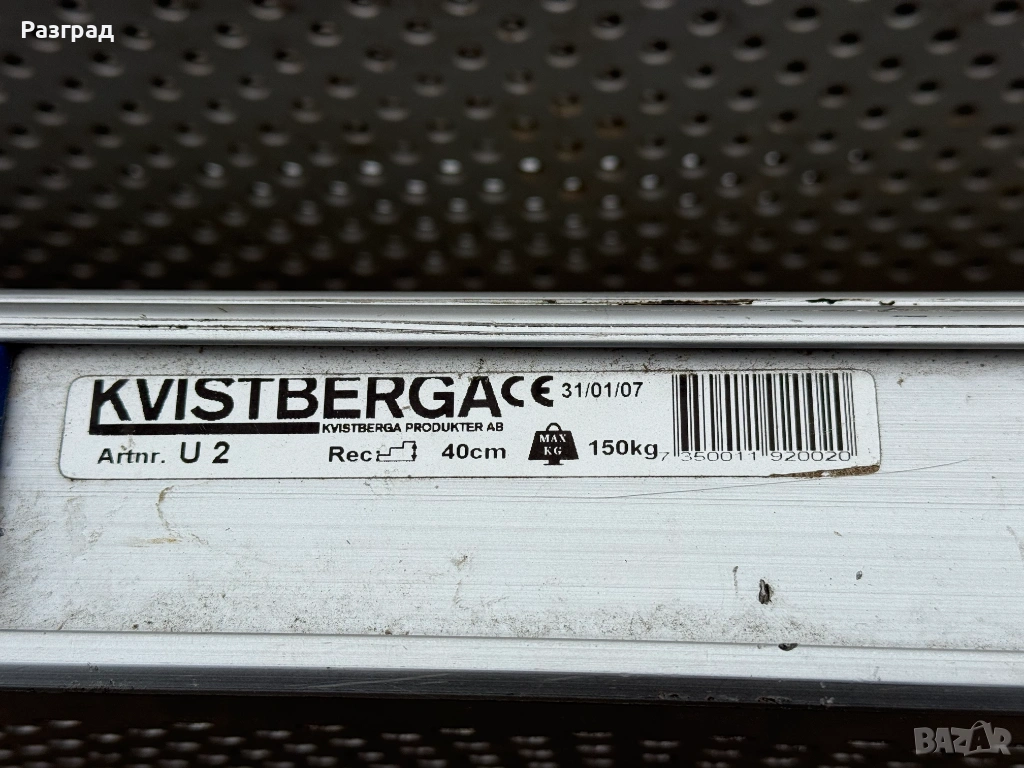 Разград
KVISTBERGA CE 31/01/07
KVISTBERGA PRODUKTER AB
Artnr. U 2 Rec 40cm MAX KG 150kg
7 350011 920020
BAZAR